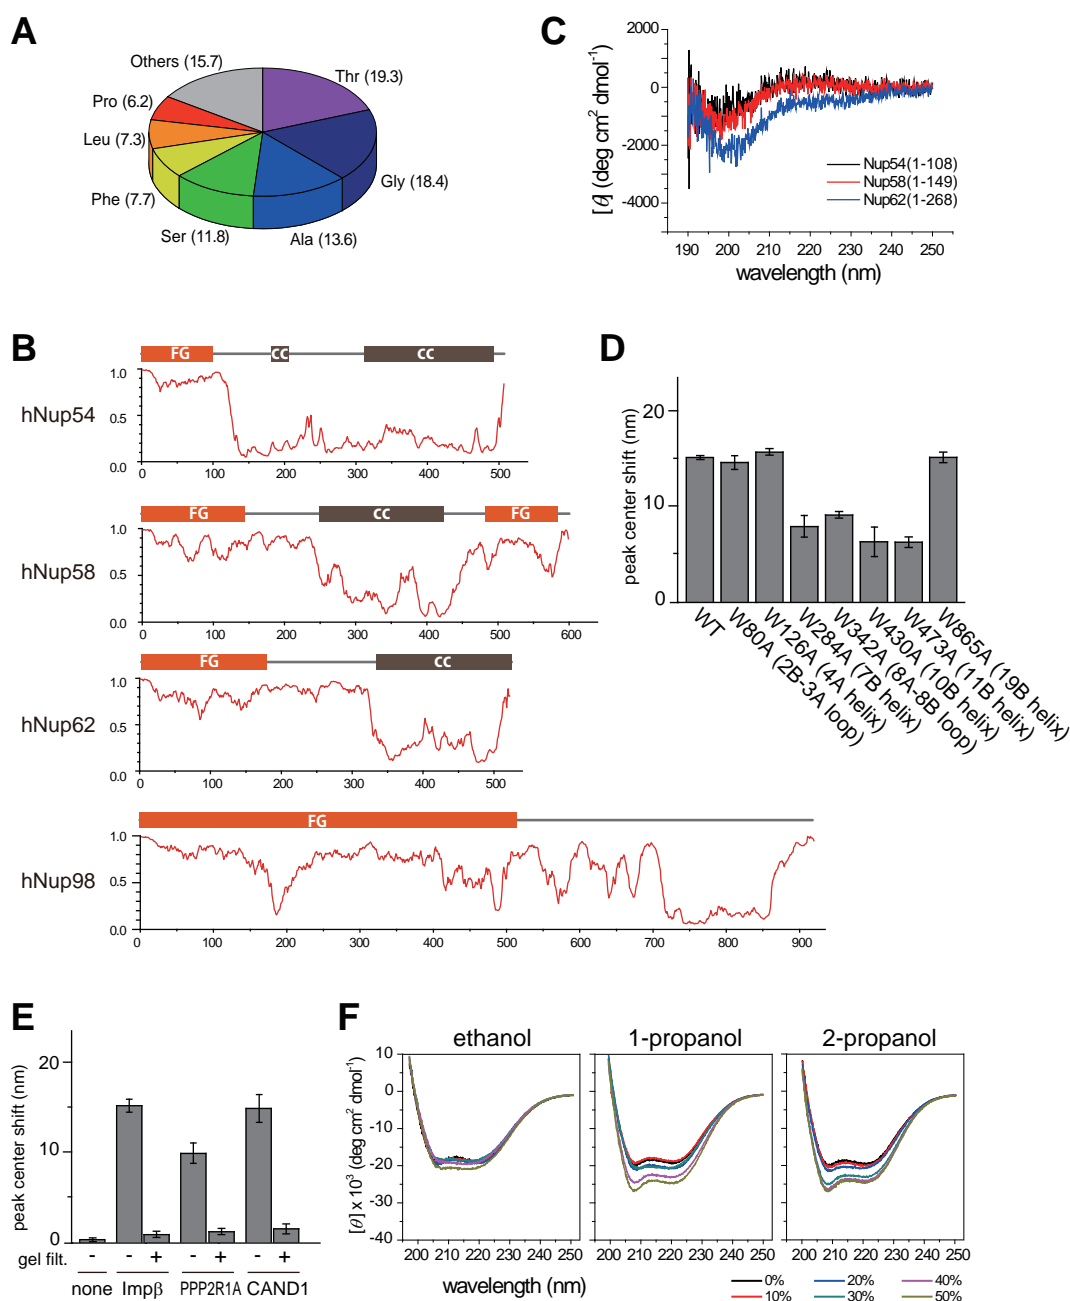 A
Others (15.7)
Thr (19.3)
Pro (6.2)
Leu (7.3)
Phe (7.7)
Gly (18.4)
Ser (11.8)
Ala (13.6)
C
2000
0
-2000
-4000
[θ] (deg cm2 dmol-1)
Nup54(1-108)
Nup58(1-149)
Nup62(1-268)
190 200 210 220 230 240 250
wavelength (nm)
B
FG CC CC
hNup54
1.0
0.5
0.0
0 100 200 300 400 500
FG CC FG
hNup58
1.0
0.5
0.0
0 100 200 300 400 500 600
FG CC
hNup62
1.0
0.5
0.0
0 100 200 300 400 500
FG
hNup98
1.0
0.5
0.0
0 100 200 300 400 500 600 700 800 900
D
20
10
0
peak center shift (nm)
WT
W80A (2B-3A loop)
W126A (4A helix)
W284A (7B helix)
W342A (8A-8B loop)
W430A (10B helix)
W473A (11B helix)
W865A (19B helix)
E
20
10
0
peak center shift (nm)
gel filt. - - + - + - +
none Impβ PPP2R1A CAND1
F
ethanol 1-propanol 2-propanol
10
0
-10
-20
-30
-40
[θ] x 103 (deg cm2 dmol-1)
200 210 220 230 240 250 200 210 220 230 240 250 200 210 220 230 240 250
wavelength (nm)
0% 20% 40%
10% 30% 50%